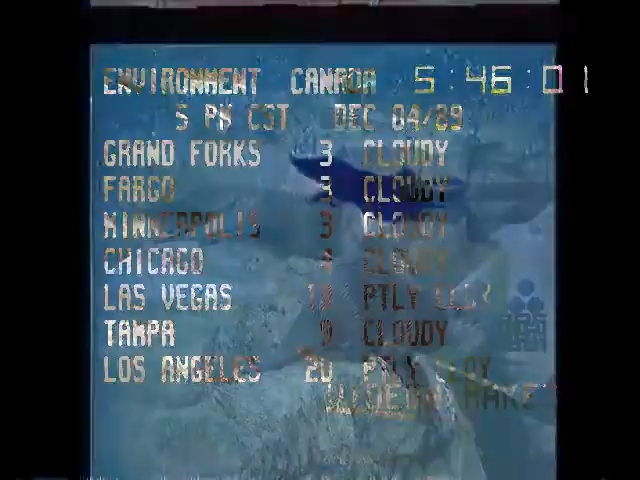 ENVIRONMENT CANADA 5:46:01
5 PM CST DEC 04/89
GRAND FORKS 3 CLOUDY
FARGO 3 CLOUDY
MINNEAPOLIS 3 CLOUDY
CHICAGO 4 CLOUDY
LAS VEGAS PTLY CLDY
TAMPA 9 CLOUDY
LOS ANGELES 20 PTLY CLDY